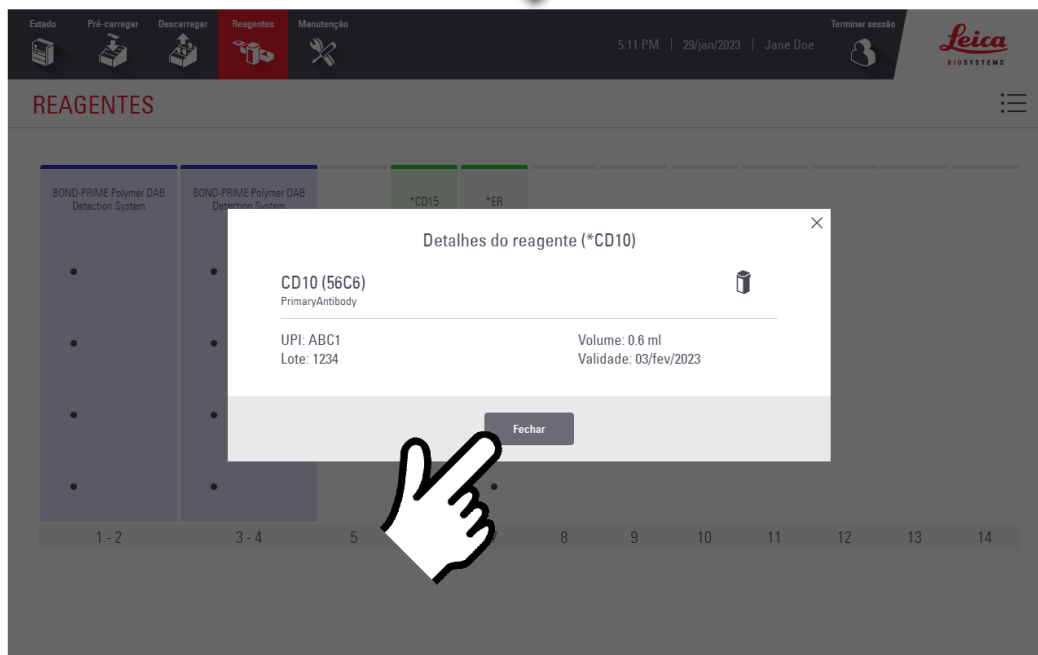 Estado Pré-carregar Descarregar Reagentes Manutenção Terminar sessão
5:11 PM | 29/jan/2023 | Jane Doe
Leica
BIOSYSTEMS
REAGENTES
BOND-PRIME Polymer DAB
Detection System
BOND-PRIME Polymer DAB
Detection System
*CD15
*ER
Detalhes do reagente (*CD10)
CD10 (56C6)
PrimaryAntibody
UPI: ABC1
Volume: 0.6 ml
Lote: 1234
Validade: 03/fev/2023
Fechar
1 - 2 3 - 4 5 7 8 9 10 11 12 13 14